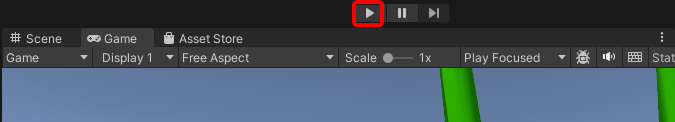 Scene Game Asset Store
Game Display 1 Free Aspect Scale 1x Play Focused Stat